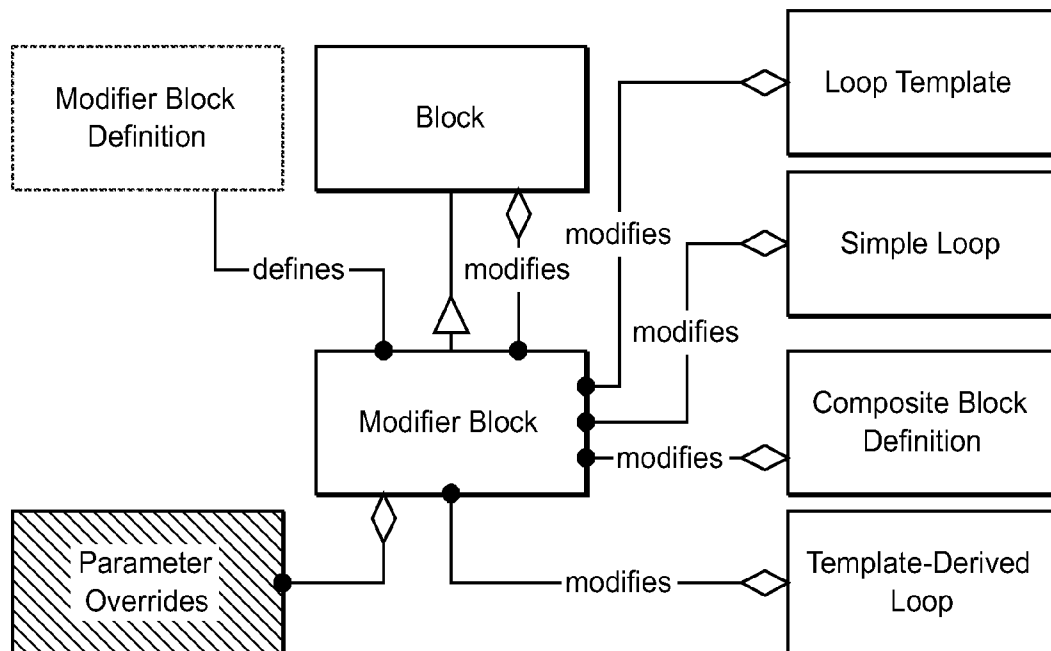 Modifier Block
Definition
Block
Loop Template
modifies
Simple Loop
defines
modifies
modifies
Modifier Block
Composite Block
Definition
modifies
Parameter
Overrides
modifies
Template-Derived
Loop